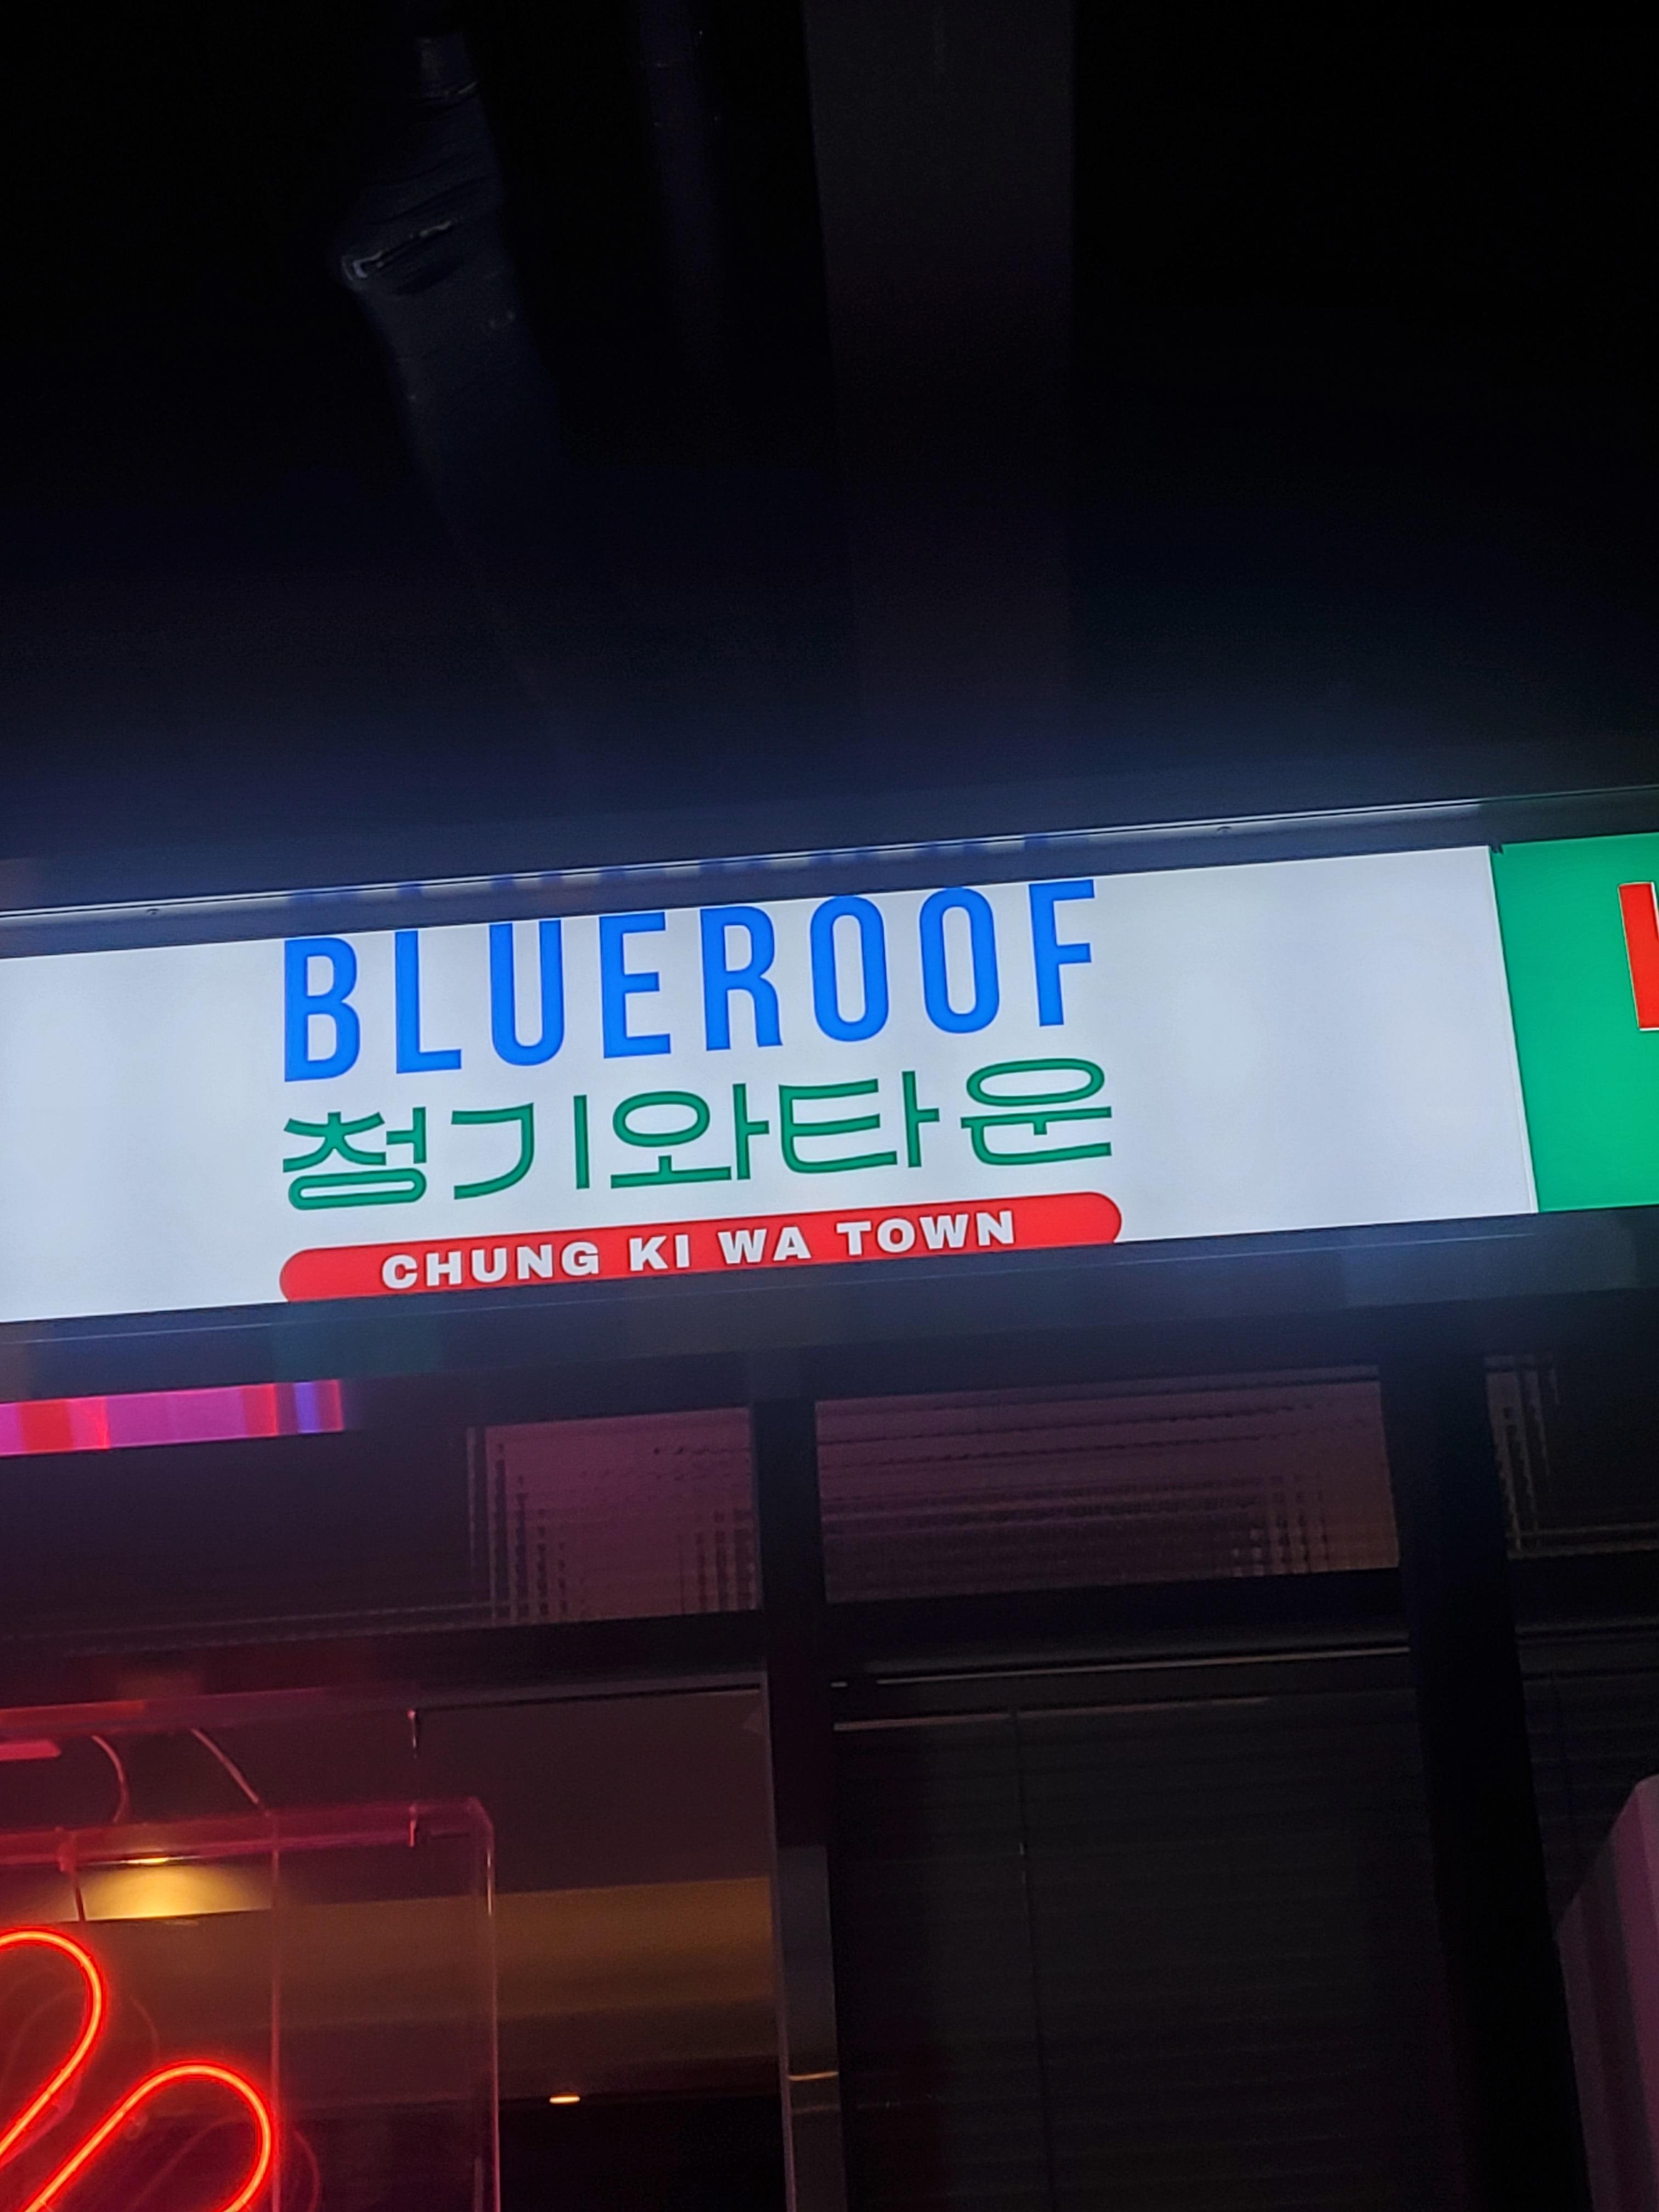 BLUEROOF
청기와타운
CHUNG KI WA TOWN